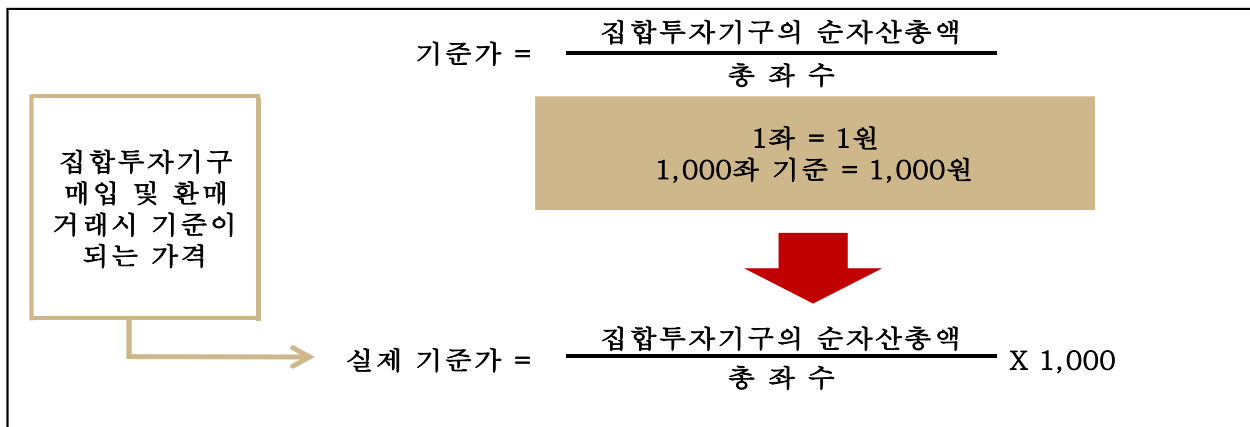 집합투자기구의 순자산총액
기준가 =
총 좌 수
1좌 = 1원
1,000좌 기준 = 1,000원
집합투자기구
매입 및 환매
거래시 기준이
되는 가격
집합투자기구의 순자산총액
실제 기준가 =
X 1,000
총 좌 수